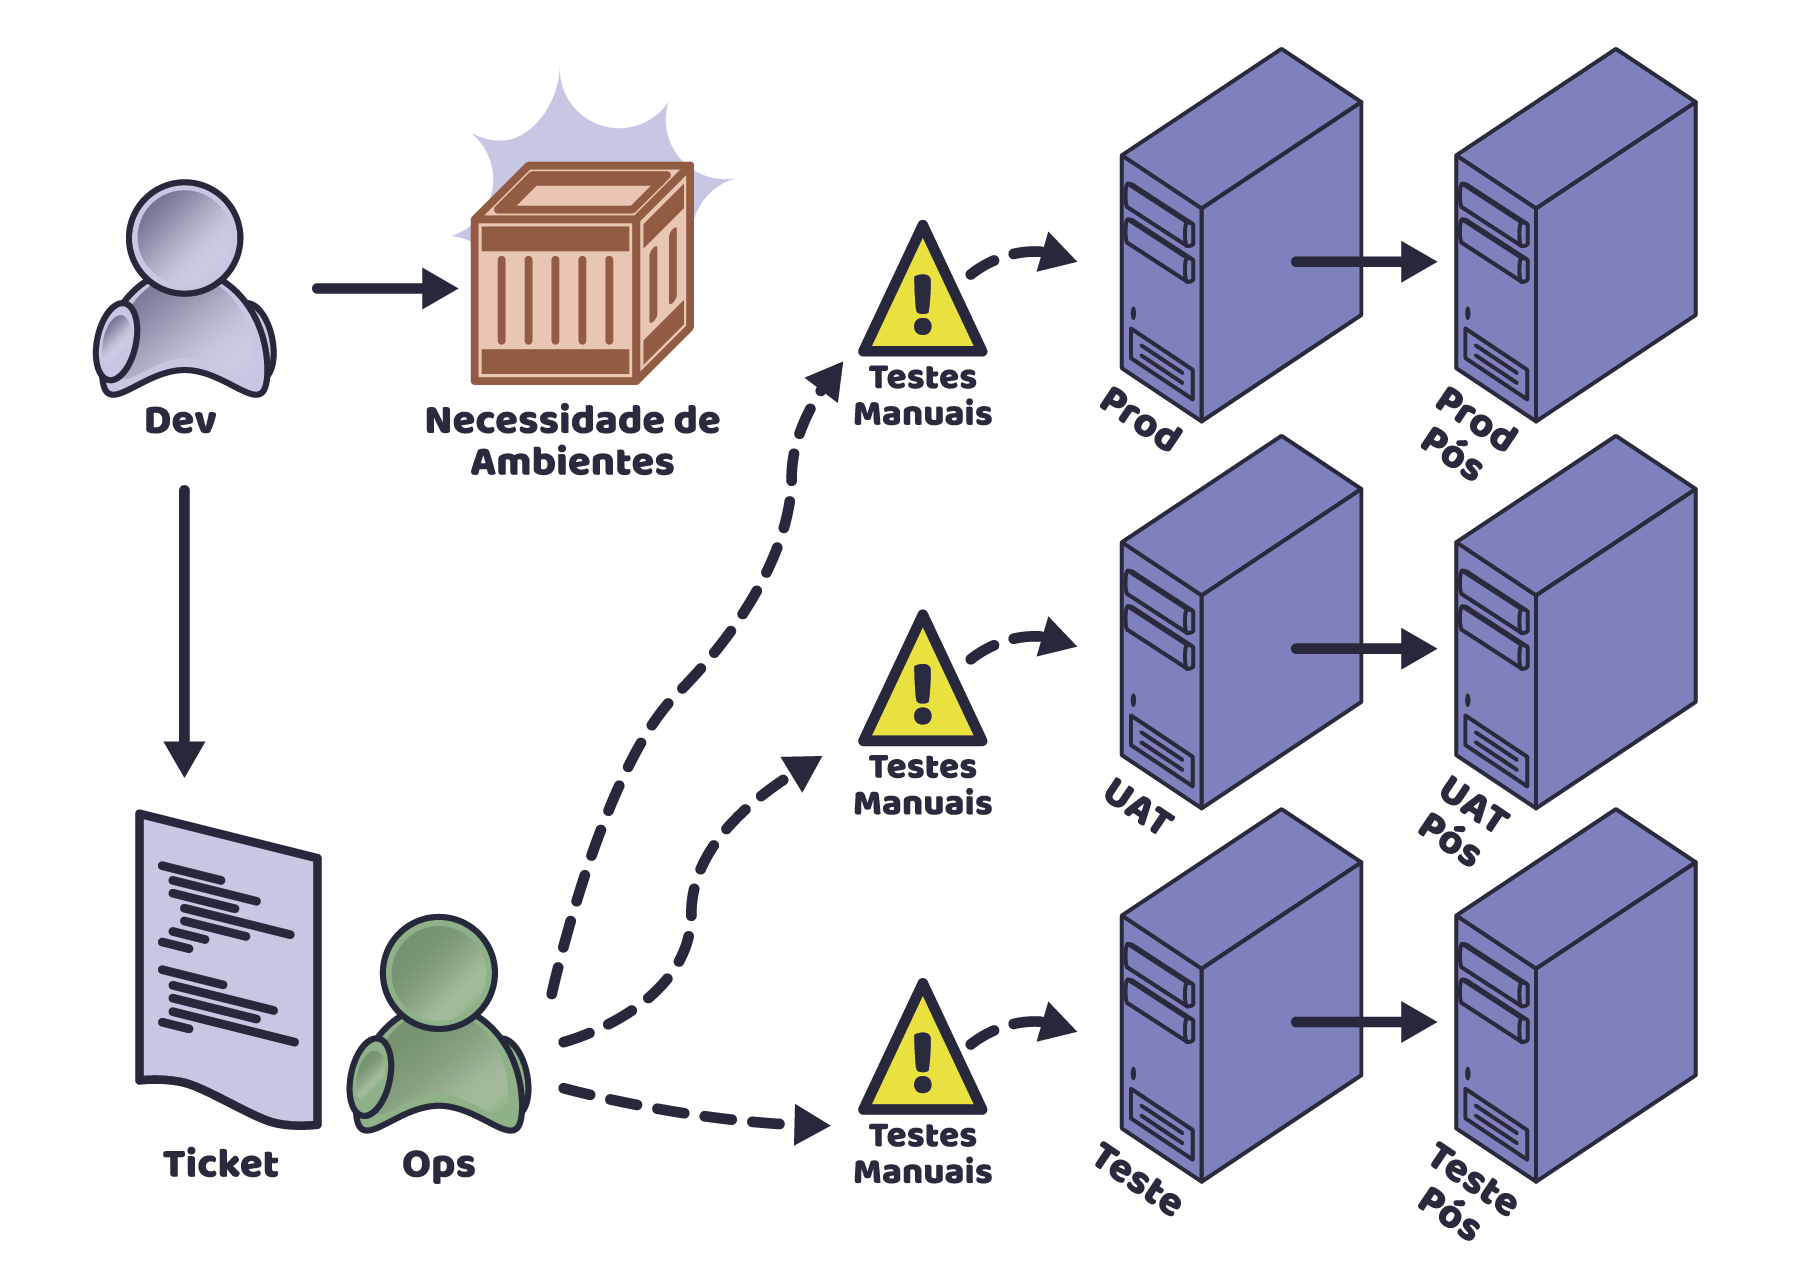 Dev
Necessidade de
Ambientes
Testes
Manuais
Prod
Prod
Pós
Testes
Manuais
UAT
UAT
Pós
Ticket
Ops
Testes
Manuais
Teste
Teste
Pós